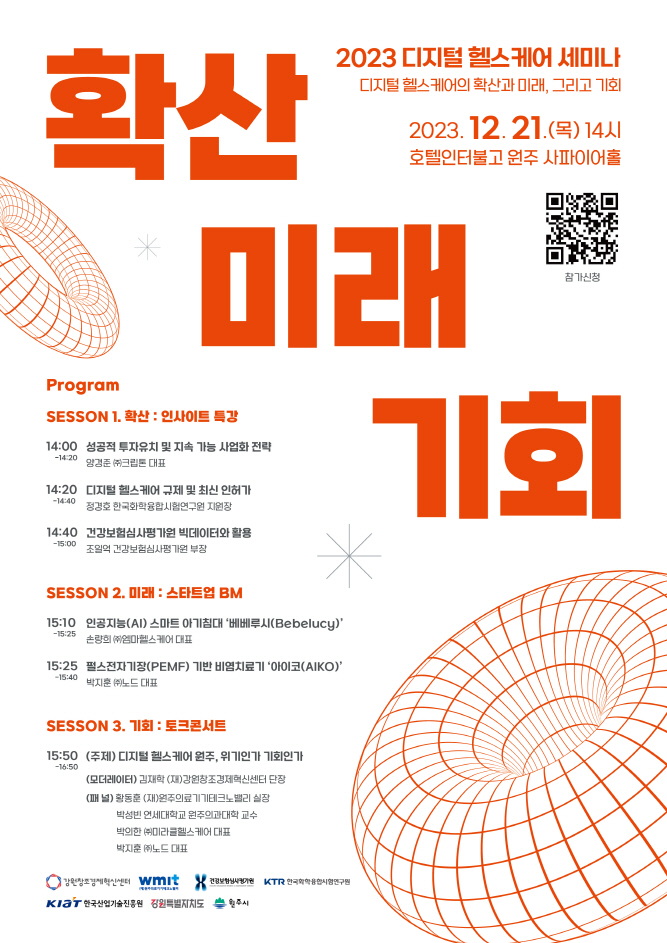 확산
2023 디지털 헬스케어 세미나
디지털 헬스케어의 확산과 미래, 그리고 기회
2023. 12. 21.(목) 14시
호텔인터불고 원주 사파이어홀
참가신청
미래
기회
Program
SESSON 1. 확산 : 인사이트 특강
14:00 성공적 투자유치 및 지속 가능 사업화 전략
~14:20 양경준 ㈜크립톤 대표
14:20 디지털 헬스케어 규제 및 최신 인허가
~14:40 정경호 한국화학융합시험연구원 지원장
14:40 건강보험심사평가원 빅데이터와 활용
~15:00 조일억 건강보험심사평가원 부장
SESSON 2. 미래 : 스타트업 BM
15:10 인공지능(AI) 스마트 아기침대 ‘베베루시(Bebelucy)’
~15:25 손량희 ㈜엠마헬스케어 대표
15:25 펄스전자기장(PEMF) 기반 비염치료기 ‘아이코(AIKO)’
~15:40 박지훈 ㈜노드 대표
SESSON 3. 기회 : 토크콘서트
15:50 (주제) 디지털 헬스케어 원주, 위기인가 기회인가
~16:50
(모더레이터) 김재학 (재)강원창조경제혁신센터 단장
(패 널) 황동훈 (재)원주의료기기테크노밸리 실장
박성빈 연세대학교 원주의과대학 교수
박의한 ㈜미라클헬스케어 대표
박지훈 ㈜노드 대표
강원창조경제혁신센터 wmit 건강보험심사평가원 KTR 한국화학융합시험연구원
KIAT 한국산업기술진흥원 강원특별자치도 원주시